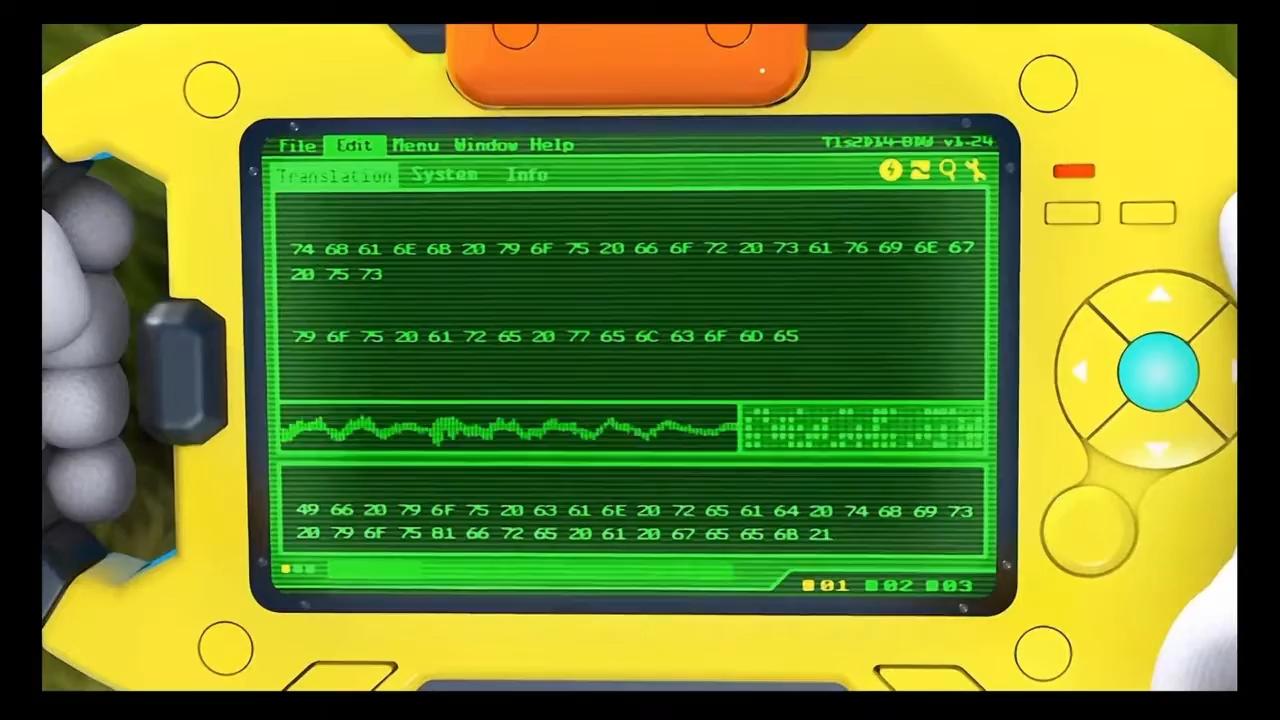 File Edit Menu Window Help
Translation System Info
74 68 61 6E 6B 20 79 6F 75 20 66 6F 72 20 73 61 76 69 6E 67
20 75 73
79 6F 75 20 61 72 65 20 77 65 6C 63 6F 6D 65
49 66 20 79 6F 75 20 63 61 6E 20 72 65 61 64 20 74 68 69 73
20 79 6F 75 81 66 72 65 20 61 20 67 65 65 6B 21
01 02 03